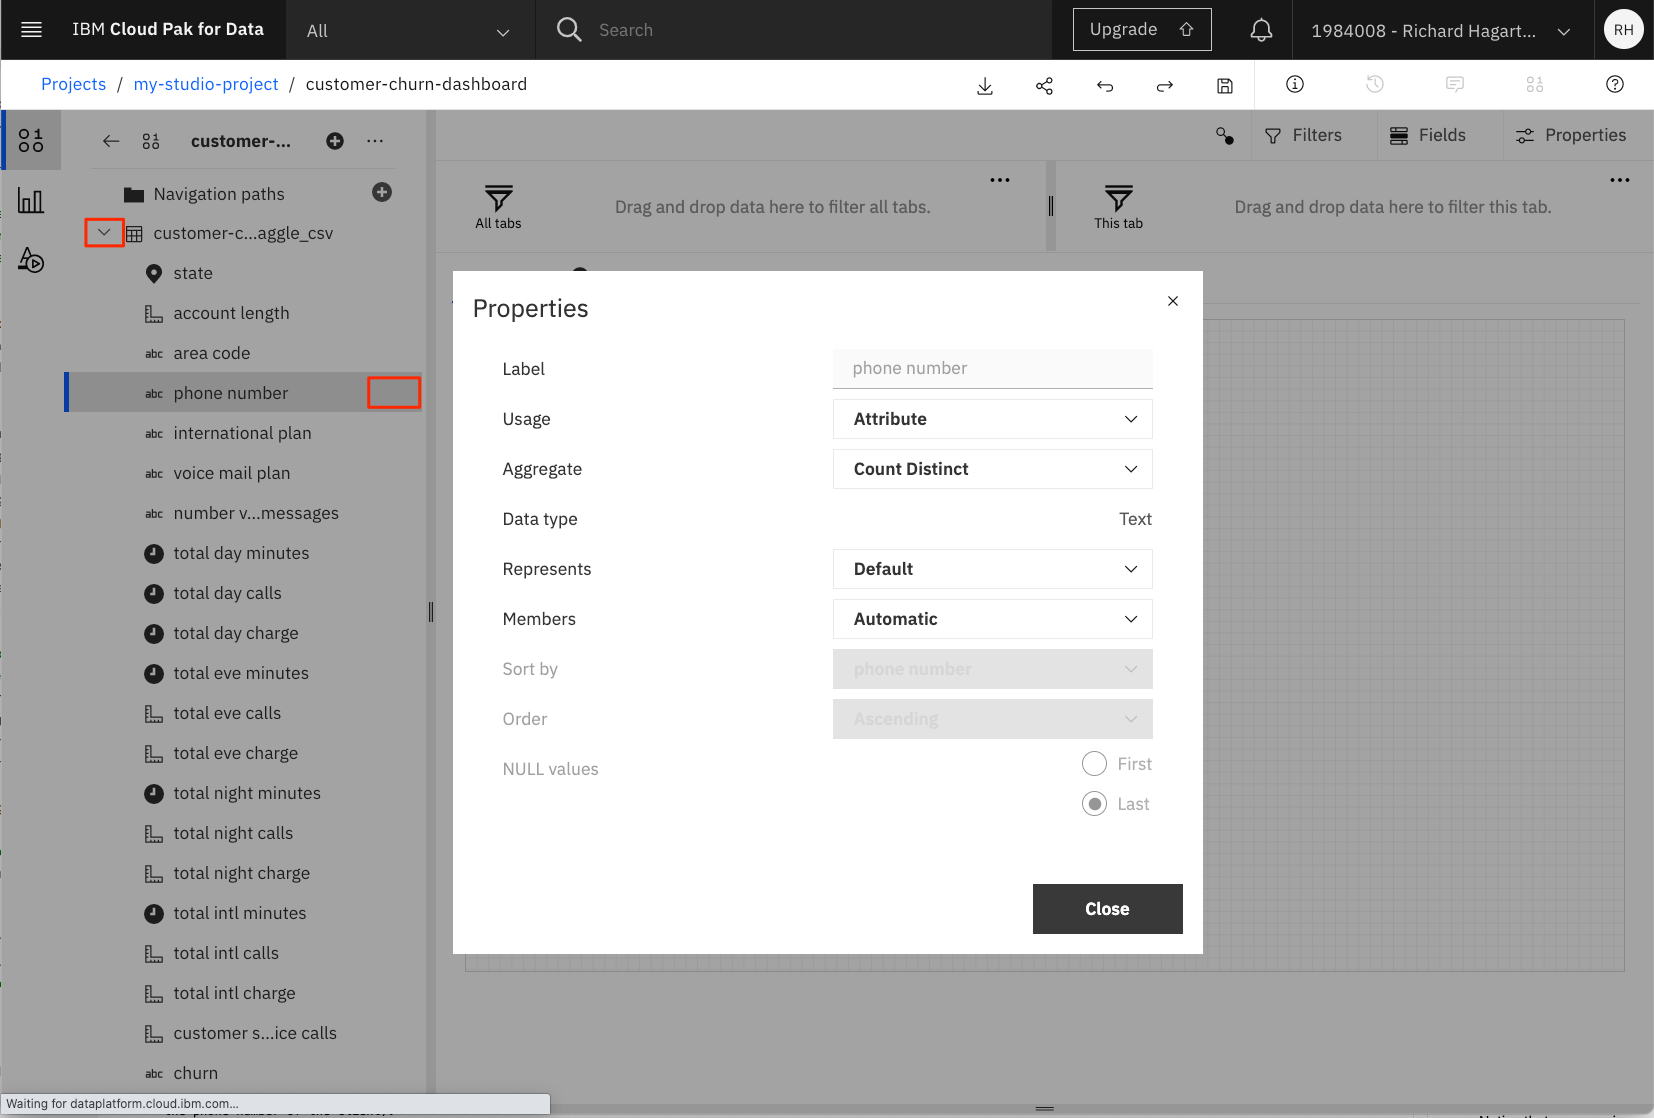 IBM Cloud Pak for Data
All
Search
Upgrade
1984008 - Richard Hagart...
RH
Projects / my-studio-project / customer-churn-dashboard
customer-...
Filters
Fields
Properties
Navigation paths
All tabs
Drag and drop data here to filter all tabs.
This tab
Drag and drop data here to filter this tab.
customer-c...aggle_csv
state
account length
abc area code
abc phone number
abc international plan
abc voice mail plan
abc number v...messages
total day minutes
total day calls
total day charge
total eve minutes
total eve calls
total eve charge
total night minutes
total night calls
total night charge
total intl minutes
total intl calls
total intl charge
customer s...ice calls
abc churn
Properties
Label
phone number
Usage
Attribute
Aggregate
Count Distinct
Data type
Text
Represents
Default
Members
Automatic
Sort by
phone number
Order
Ascending
NULL values
First
Last
Close
Waiting for dataplatform.cloud.ibm.com...